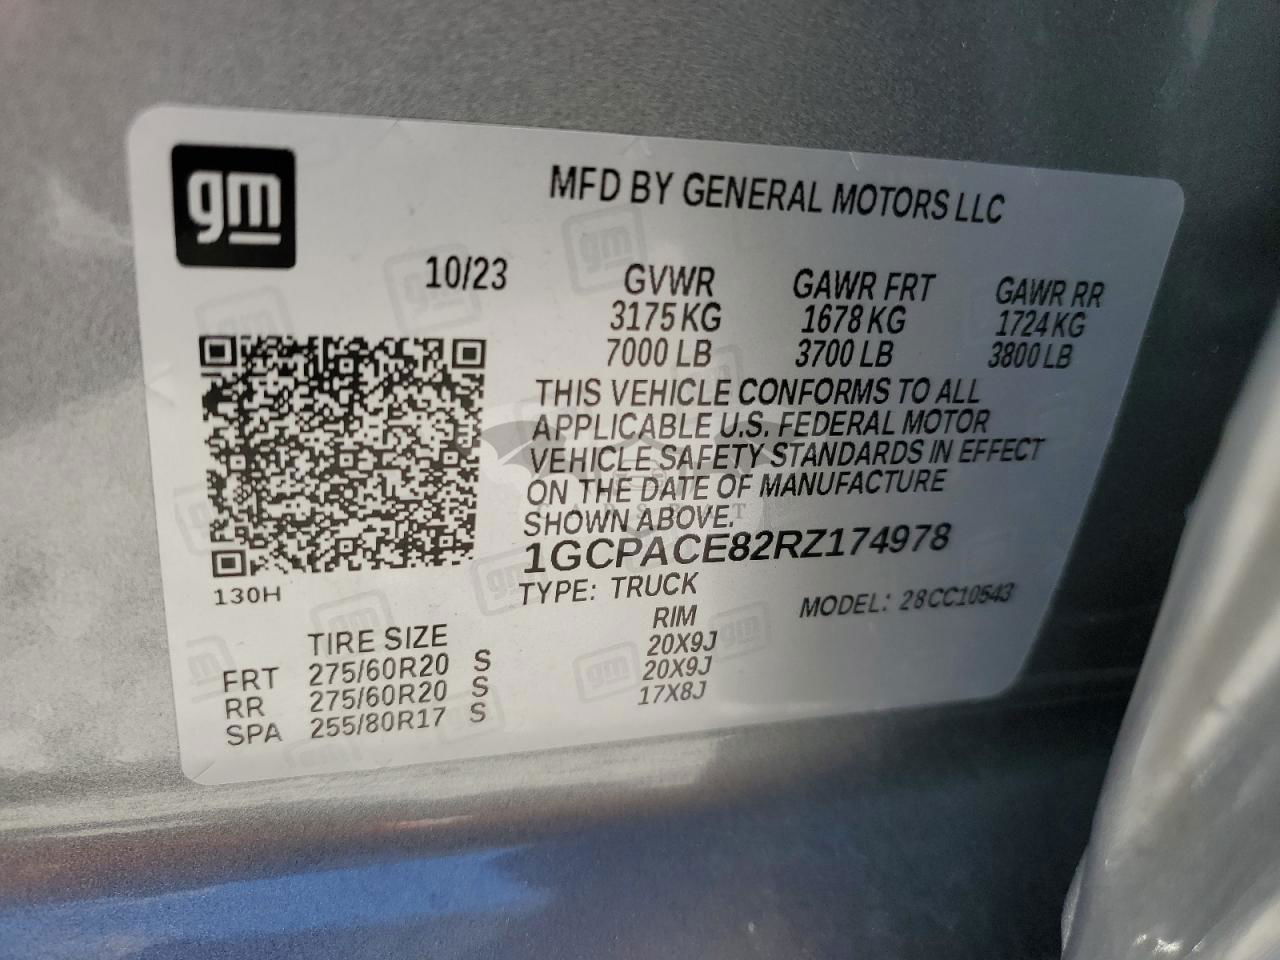 gm
MFD BY GENERAL MOTORS LLC
10/23 GVWR GAWR FRT GAWR RR
3175 KG 1678 KG 1724 KG
7000 LB 3700 LB 3800 LB
THIS VEHICLE CONFORMS TO ALL
APPLICABLE U.S. FEDERAL MOTOR
VEHICLE SAFETY STANDARDS IN EFFECT
ON THE DATE OF MANUFACTURE
SHOWN ABOVE.
1GCPACE82RZ174978
130H TYPE: TRUCK MODEL: 28CC10543
TIRE SIZE RIM
FRT 275/60R20 S 20X9J
RR 275/60R20 S 20X9J
SPA 255/80R17 S 17X8J